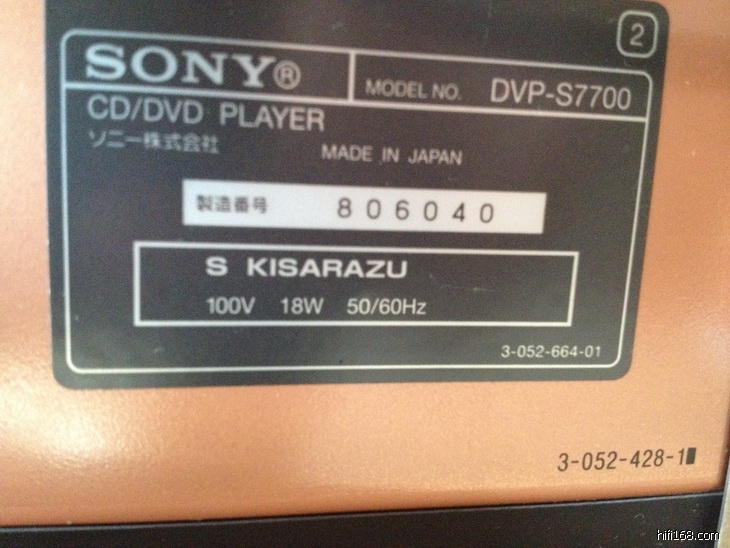 2
SONY®
MODEL NO. DVP-S7700
CD/DVD PLAYER
ソニー株式会社
MADE IN JAPAN
製造番号 806040
S KISARAZU
100V 18W 50/60Hz
3-052-664-01
3-052-428-1
hifi168.com